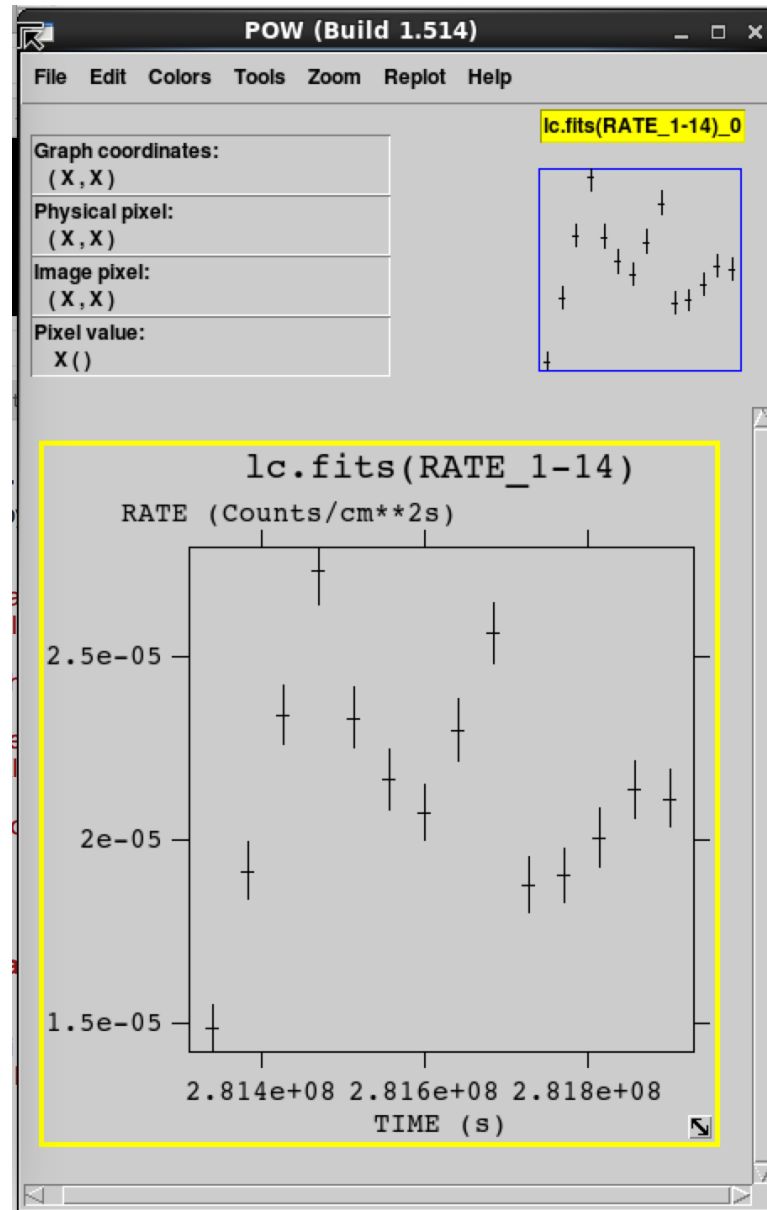 POW (Build 1.514)
File Edit Colors Tools Zoom Replot Help
lc.fits(RATE_1-14)_0
Graph coordinates:
(X,X)
Physical pixel:
(X,X)
Image pixel:
(X,X)
Pixel value:
X()
lc.fits(RATE_1-14)
RATE (Counts/cm**2s)
2.5e-05
2e-05
1.5e-05
2.814e+08 2.816e+08 2.818e+08
TIME (s)